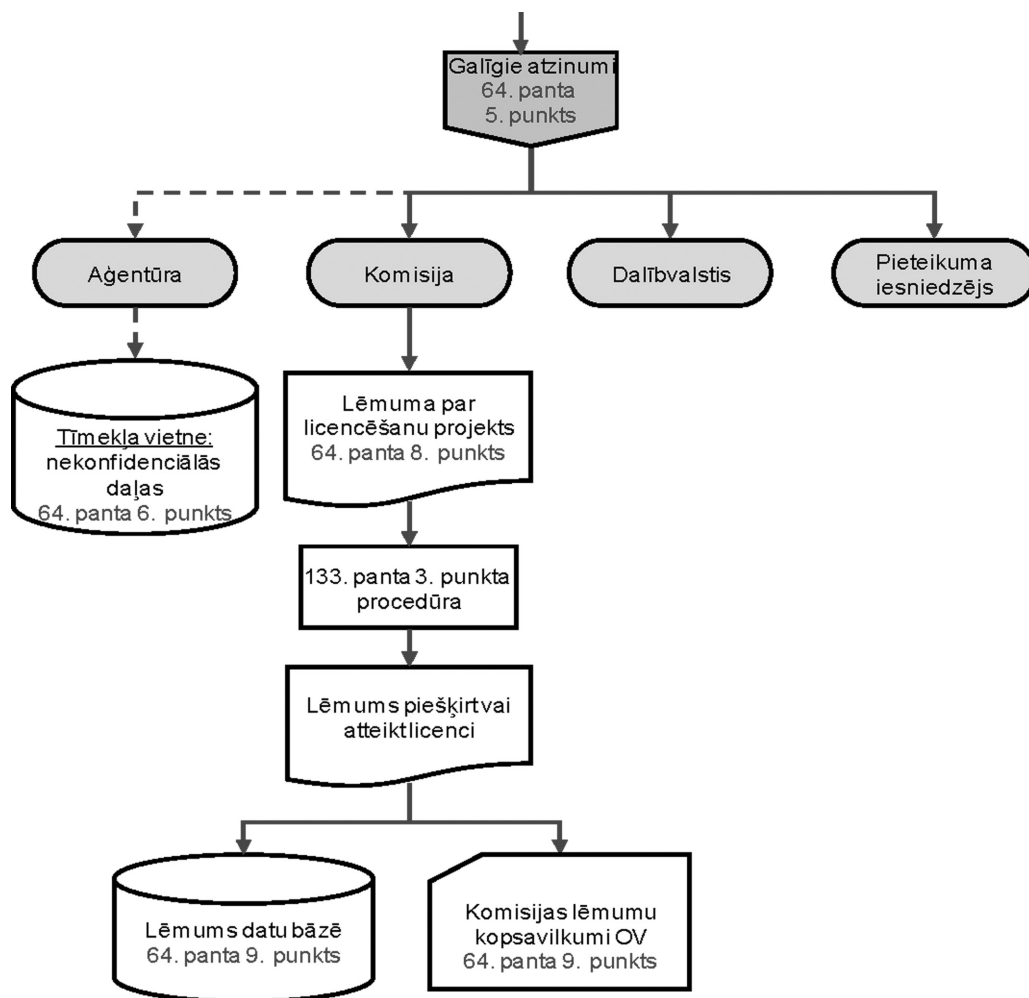 Galīgie atzinumi
64. panta
5. punkts
Aģentūra
Komisija
Dalībvalstis
Pieteikuma
iesniedzējs
Tīmekļa vietne:
nekonfidenciālās
daļas
64. panta 6. punkts
Lēmuma par
licencēšanu projekts
64. panta 8. punkts
133. panta 3. punkta
procedūra
Lēmums piešķirt vai
atteikt licenci
Lēmums datu bāzē
64. panta 9. punkts
Komisijas lēmumu
kopsavilkumi OV
64. panta 9. punkts